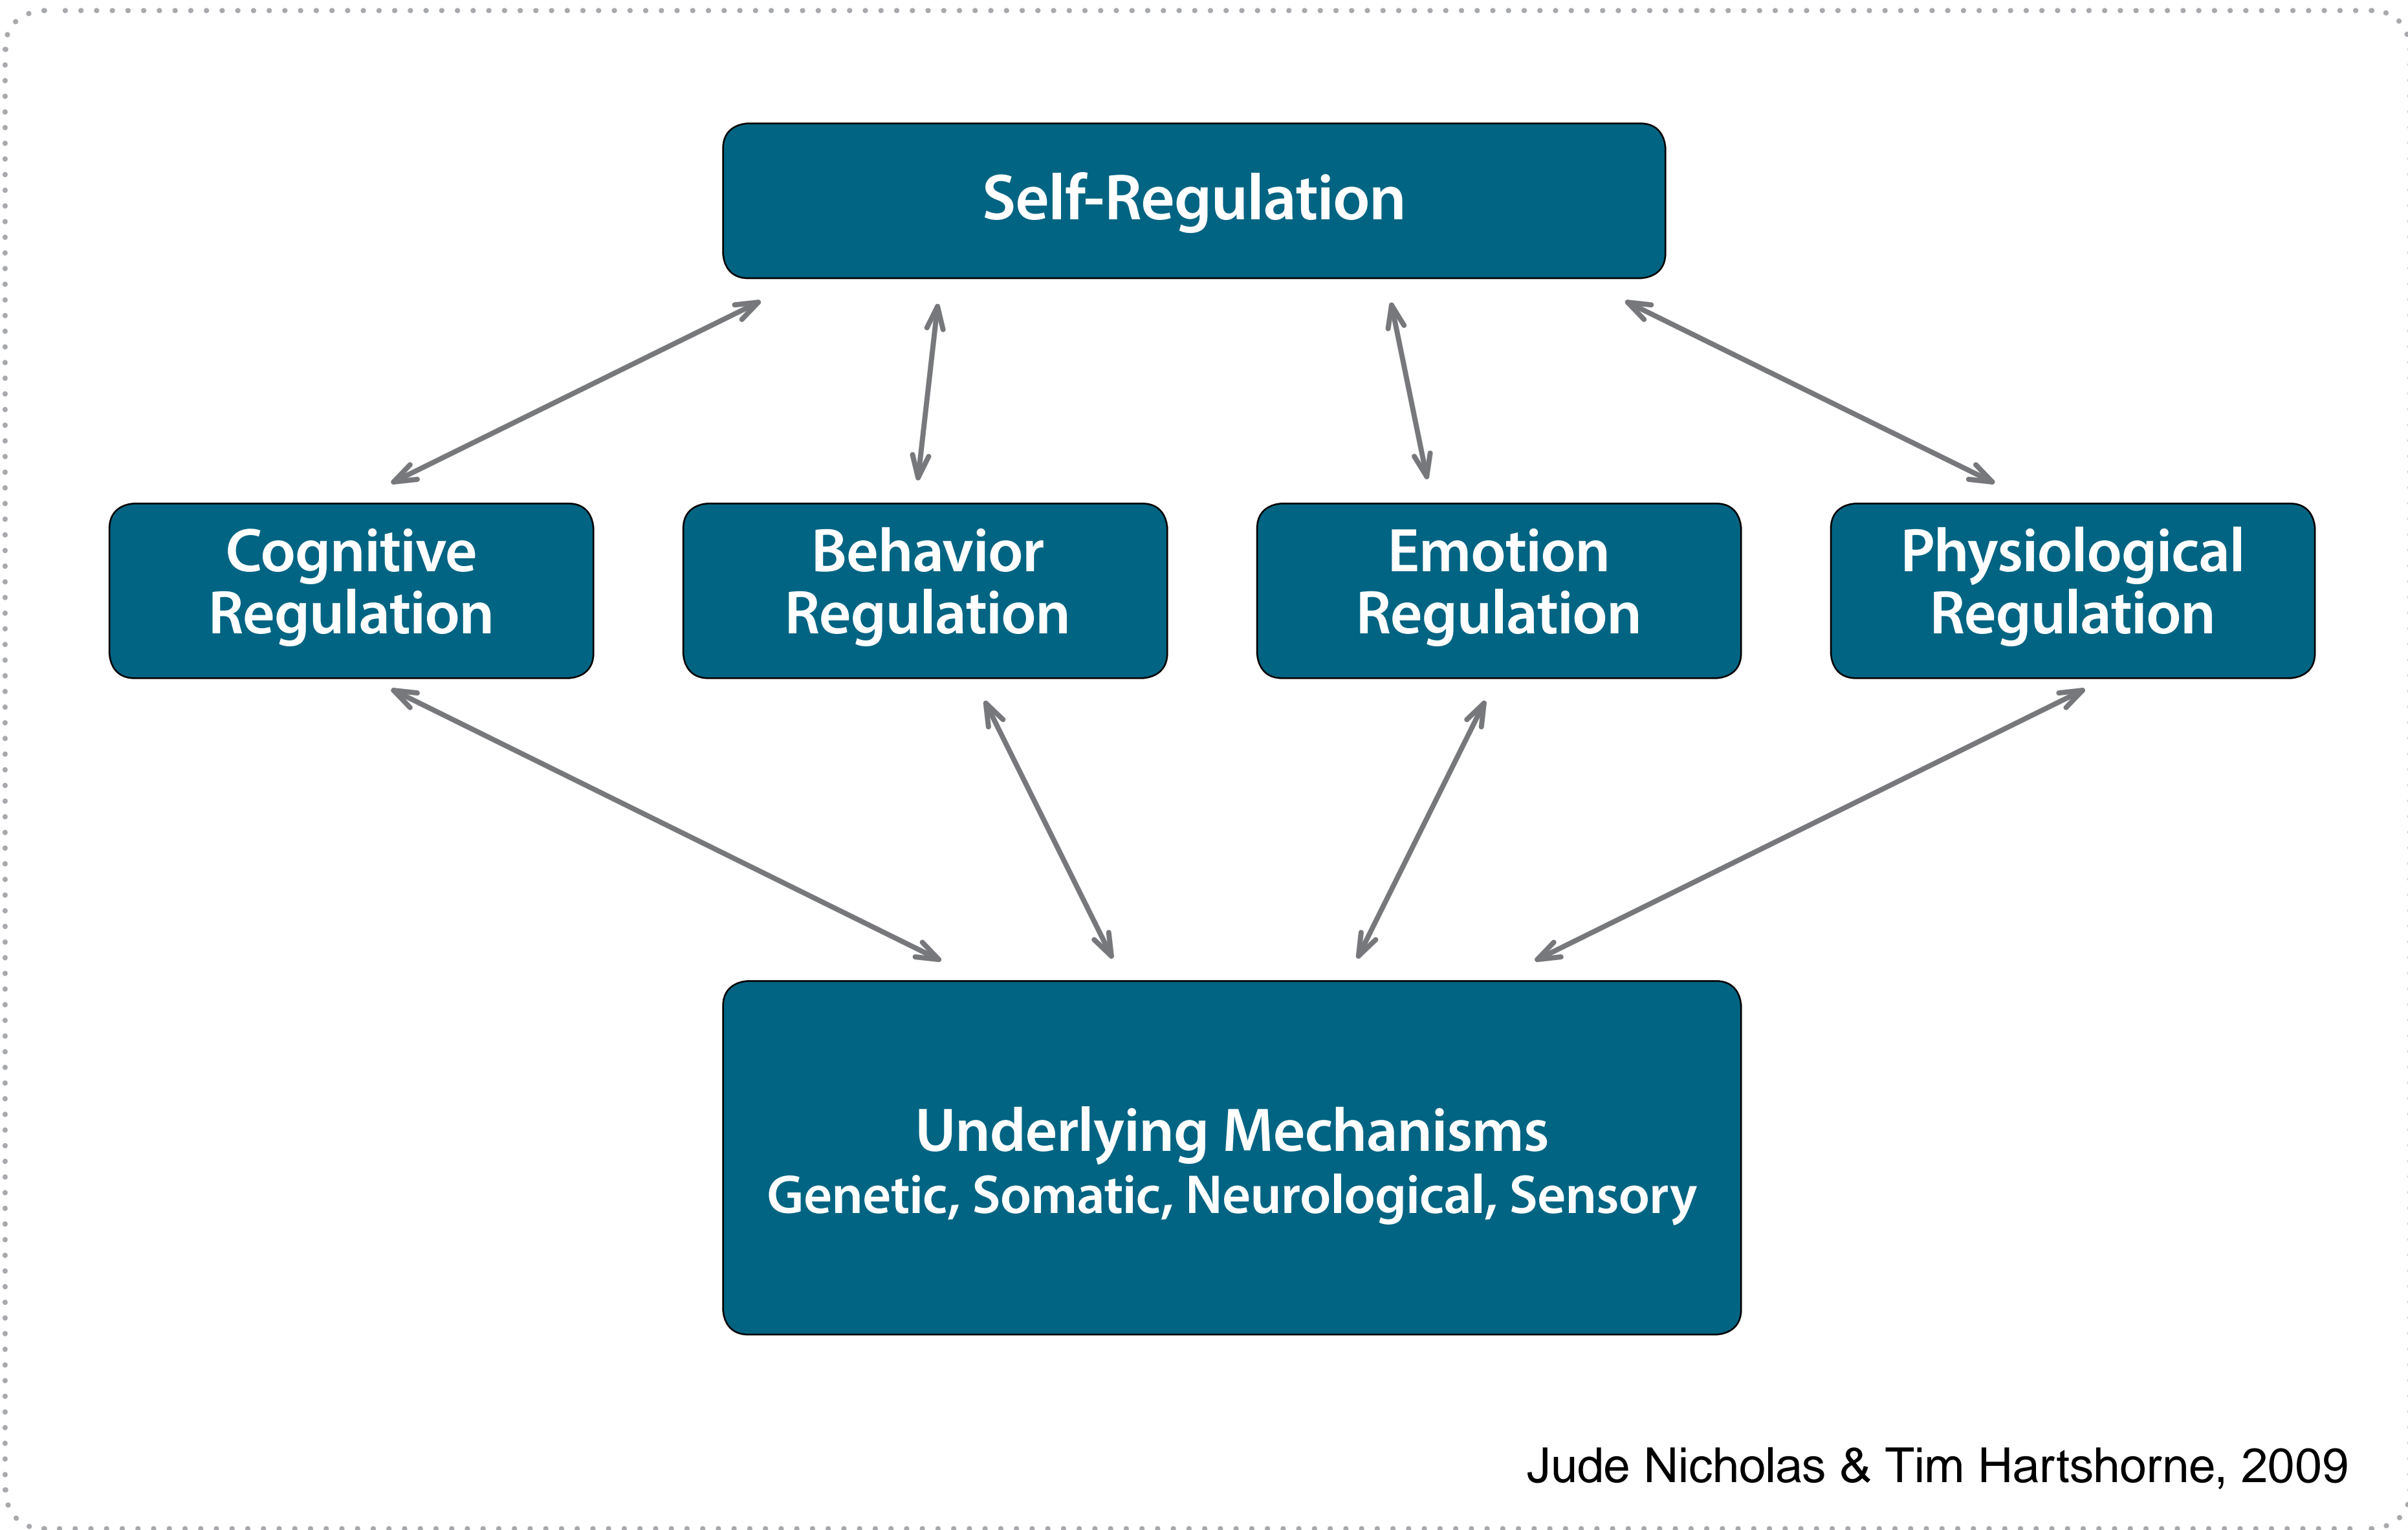 Self-Regulation
Cognitive
Regulation
Behavior
Regulation
Emotion
Regulation
Physiological
Regulation
Underlying Mechanisms
Genetic, Somatic, Neurological, Sensory
Jude Nicholas & Tim Hartshorne, 2009